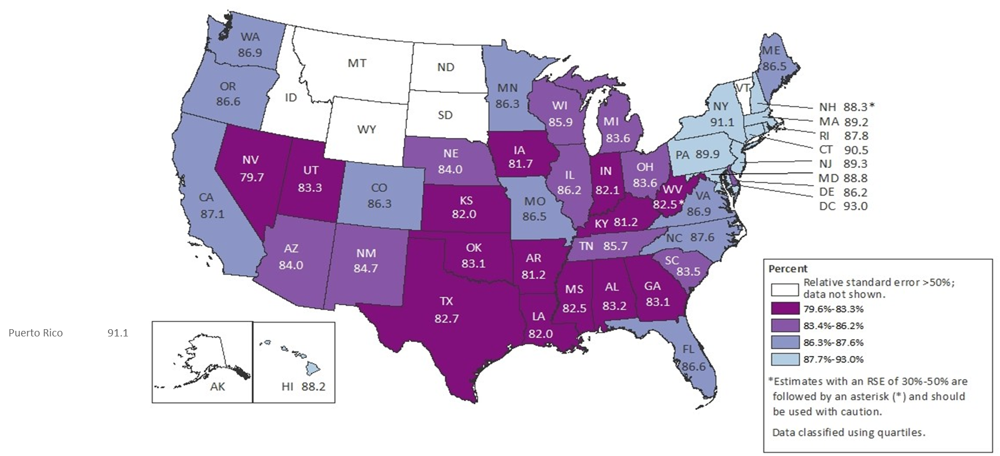 WA
86.9
MT
ND
ME
86.5
OR
86.6
ID
MN
86.3
VT
SD
WI
85.9
NY
91.1
NH 88.3*
MI
83.6
MA 89.2
WY
RI 87.8
CT 90.5
NE
84.0
IA
81.7
PA 89.9
NJ 89.3
NV
79.7
UT
83.3
IL
86.2
IN
82.1
OH
83.6
MD 88.8
DE 86.2
DC 93.0
CO
86.3
WV
82.5*
VA
86.9
CA
87.1
KS
82.0
MO
86.5
KY 81.2
NC 87.6
TN 85.7
AZ
84.0
NM
84.7
OK
83.1
AR
81.2
SC
83.5
MS
82.5
AL
83.2
GA
83.1
TX
82.7
LA
82.0
FL
86.6
Puerto Rico 91.1
AK
HI 88.2
Percent
Relative standard error >50%;
data not shown.
79.6%-83.3%
83.4%-86.2%
86.3%-87.6%
87.7%-93.0%
*Estimates with an RSE of 30%-50% are
followed by an asterisk (*) and should
be used with caution.
Data classified using quartiles.